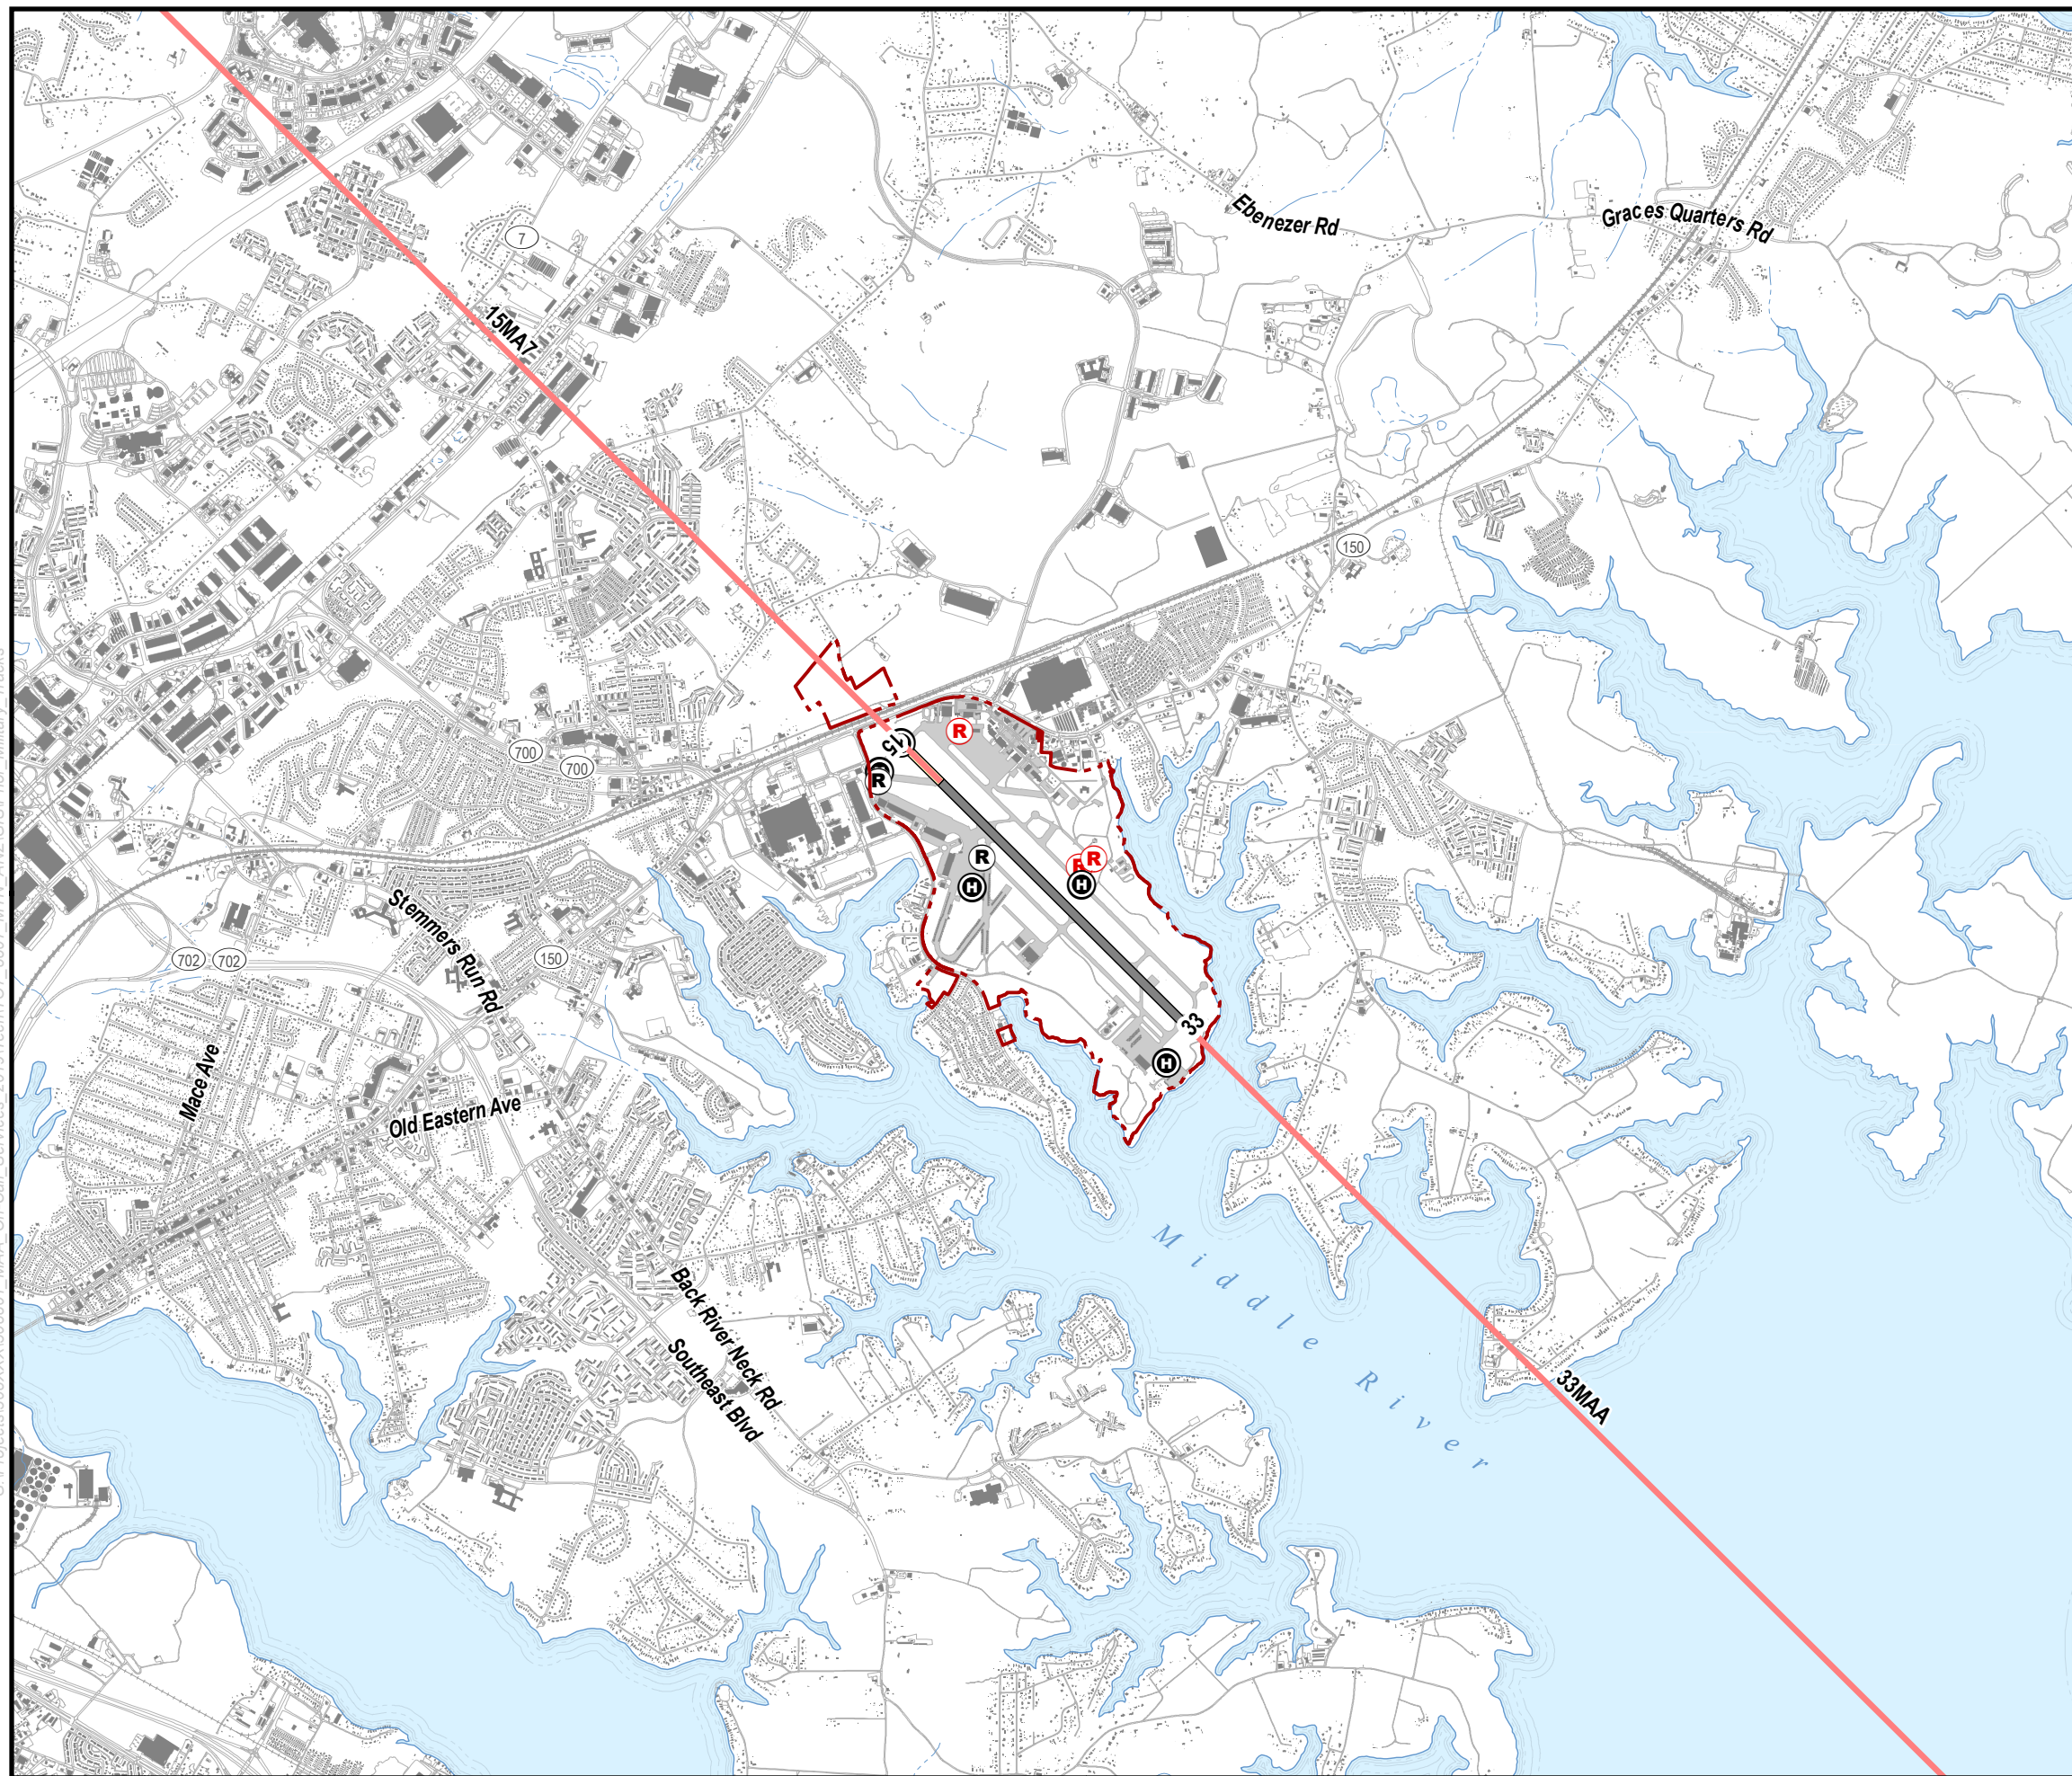 Ebenezer Rd
Graces Quarters Rd
7
15MA7
150
15
R
R
700
700
R
R
H
H
Stemmers Run Rd
702
702
150
33
H
Mace Ave
Old Eastern Ave
Middle River
Back River Neck Rd
Southeast Blvd
33MAA